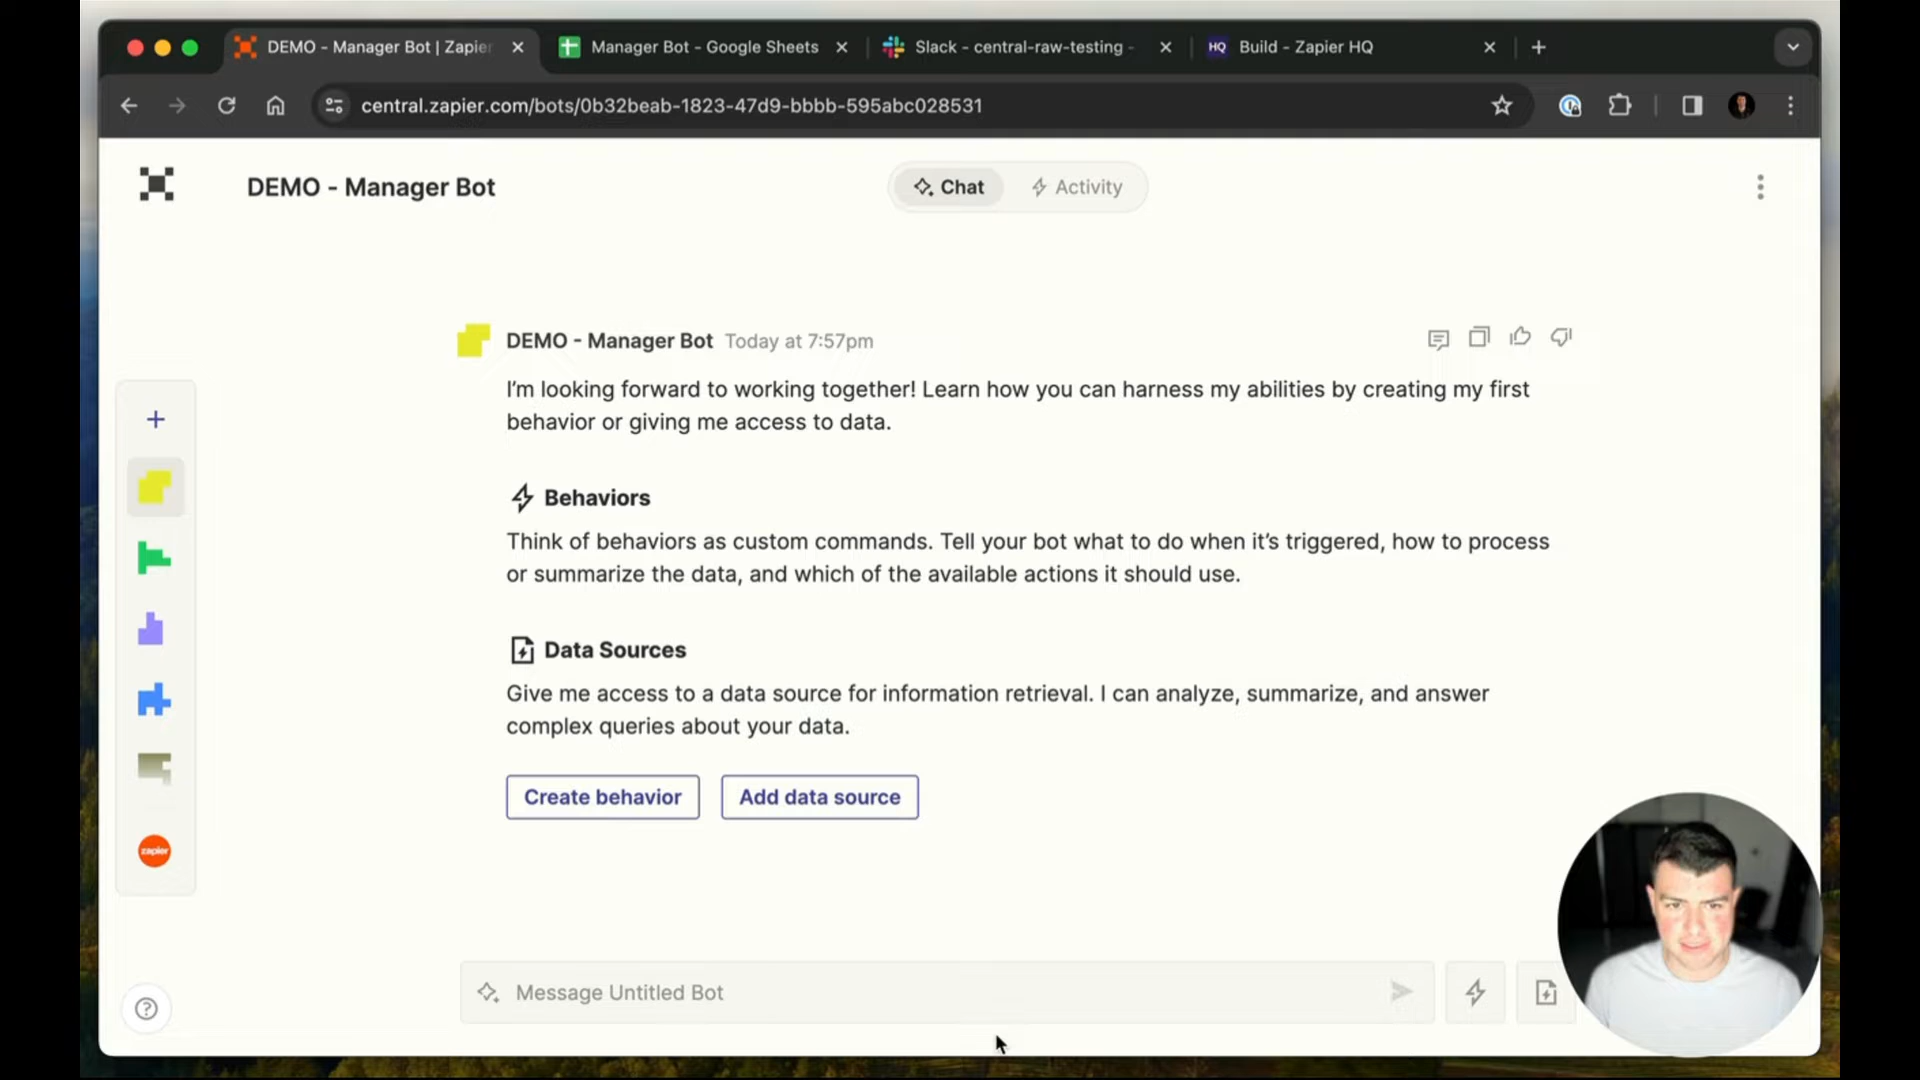 DEMO - Manager Bot | Zapier
Manager Bot - Google Sheets
Slack - central-raw-testing -
HQ
Build - Zapier HQ
central.zapier.com/bots/0b32beab-1823-47d9-bbbb-595abc028531
DEMO - Manager Bot
Chat
Activity
DEMO - Manager Bot Today at 7:57pm
I'm looking forward to working together! Learn how you can harness my abilities by creating my first
behavior or giving me access to data.
Behaviors
Think of behaviors as custom commands. Tell your bot what to do when it's triggered, how to process
or summarize the data, and which of the available actions it should use.
Data Sources
Give me access to a data source for information retrieval. I can analyze, summarize, and answer
complex queries about your data.
Create behavior
Add data source
zapier
Message Untitled Bot